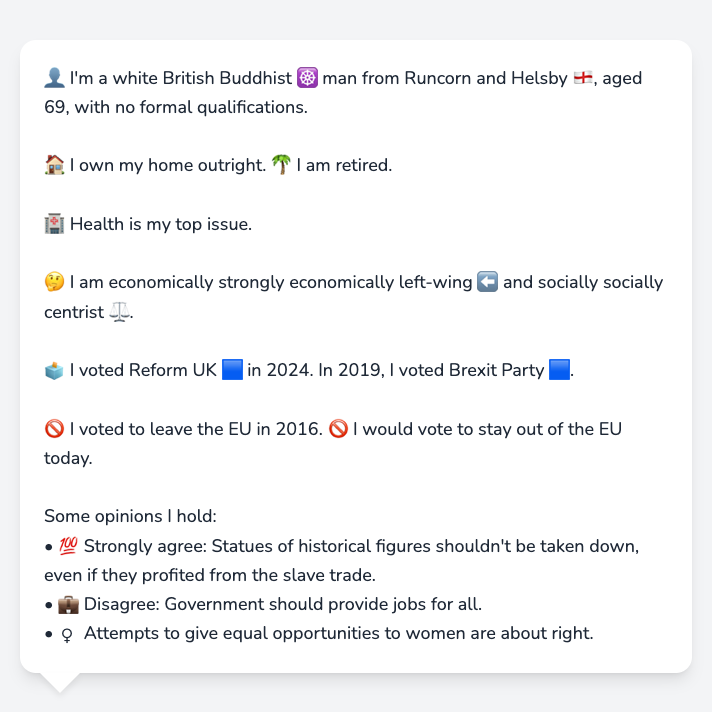 👤 I'm a white British Buddhist ☸️ man from Runcorn and Helsby 🏴󠁧󠁢󠁥󠁮󠁧󠁿, aged
69, with no formal qualifications.
🏠 I own my home outright. 🌴 I am retired.
🏥 Health is my top issue.
🤔 I am economically strongly economically left-wing ⬅️ and socially socially
centrist ⚖️.
🗳️ I voted Reform UK 🟦 in 2024. In 2019, I voted Brexit Party 🟦.
🚫 I voted to leave the EU in 2016. 🚫 I would vote to stay out of the EU
today.
Some opinions I hold:
• 💯 Strongly agree: Statues of historical figures shouldn't be taken down,
even if they profited from the slave trade.
• 💼 Disagree: Government should provide jobs for all.
• ♀ Attempts to give equal opportunities to women are about right.